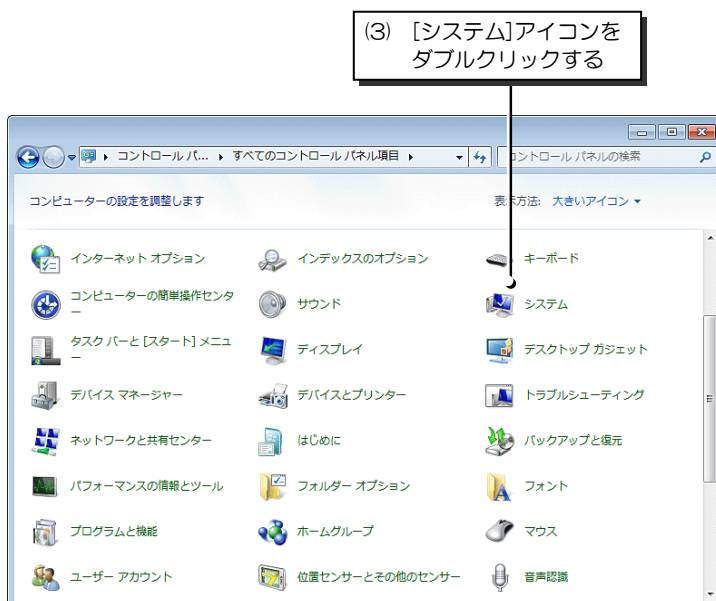 (3) [システム]アイコンを
ダブルクリックする
コントロール パ... すべてのコントロール パネル項目
コントロール パネルの検索
コンピューターの設定を調整します
表示方法: 大きいアイコン
インターネット オプション
インデックスのオプション
キーボード
コンピューターの簡単操作センタ
ー
サウンド
システム
タスク バーと [スタート] メニュ
ー
ディスプレイ
デスクトップ ガジェット
デバイス マネージャー
デバイスとプリンター
トラブルシューティング
ネットワークと共有センター
はじめに
バックアップと復元
パフォーマンスの情報とツール
フォルダー オプション
フォント
プログラムと機能
ホームグループ
マウス
ユーザー アカウント
位置センサーとその他のセンサー
音声認識